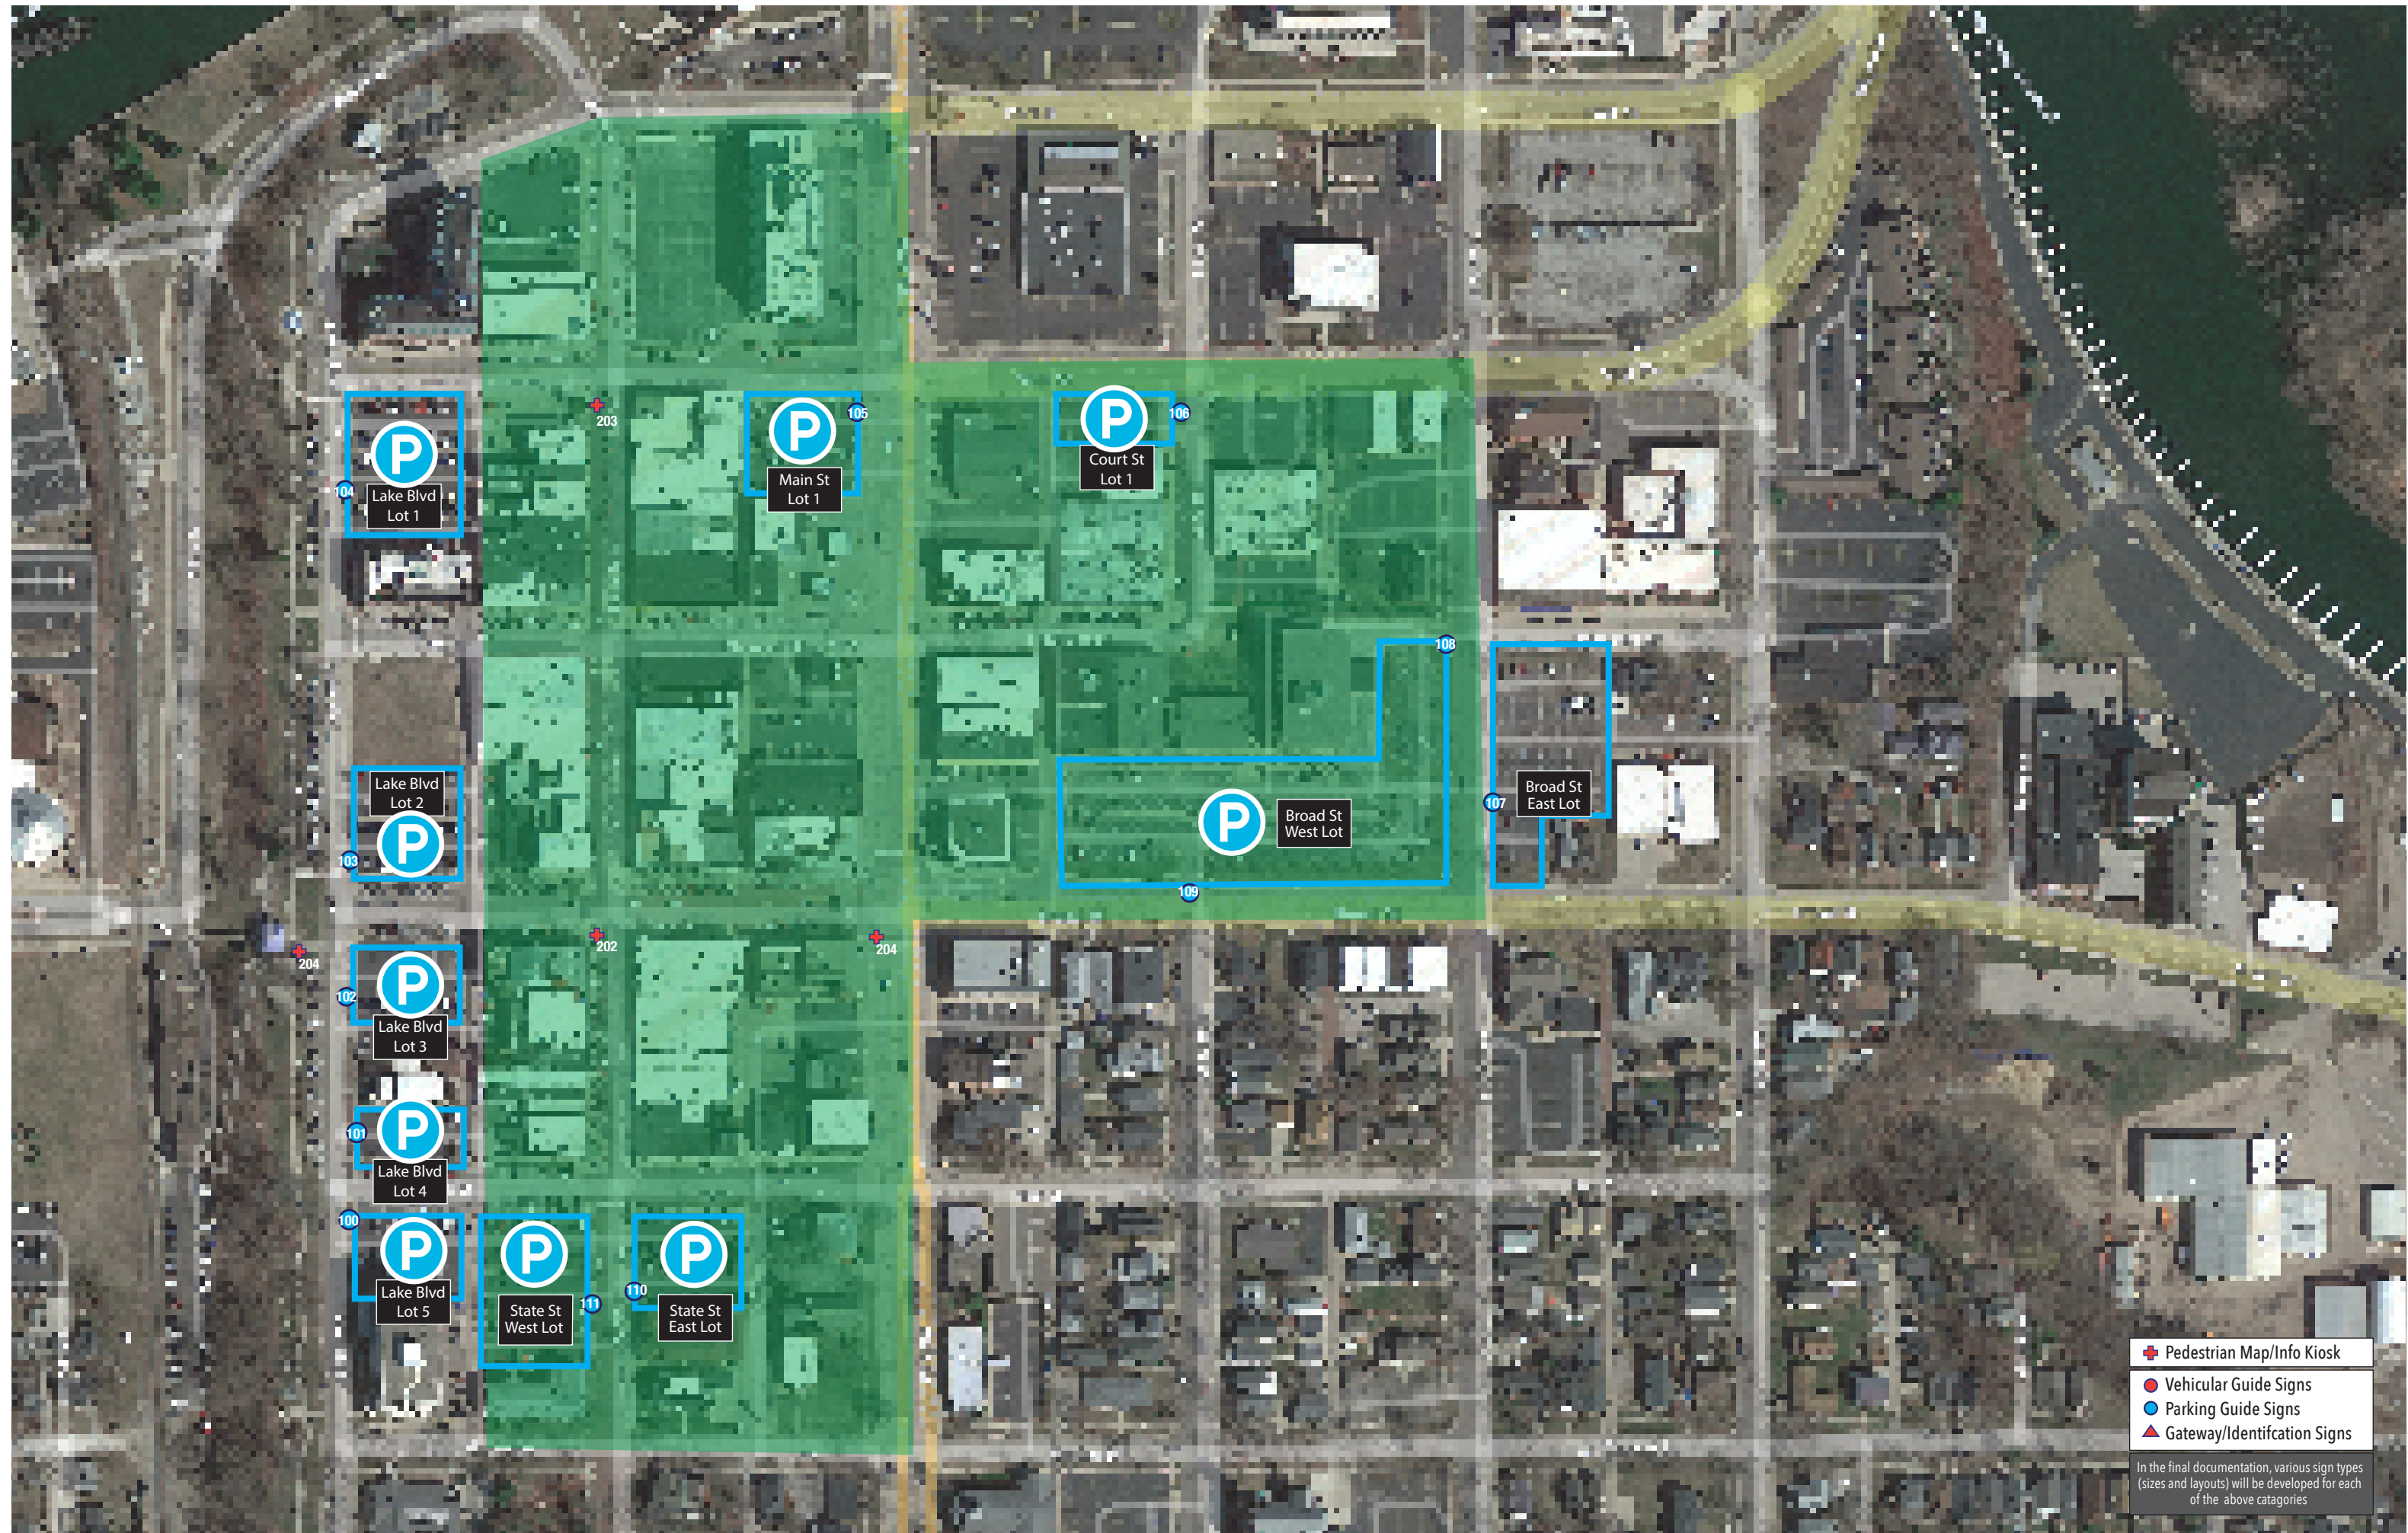 203
P
105
Main St
Lot 1
P
106
Court St
Lot 1
P
104
Lake Blvd
Lot 1
108
Lake Blvd
Lot 2
P
103
P
Broad St
West Lot
107
Broad St
East Lot
109
204
202
204
P
102
Lake Blvd
Lot 3
P
101
Lake Blvd
Lot 4
100
P
Lake Blvd
Lot 5
P
111
State St
West Lot
P
110
State St
East Lot
Pedestrian Map/Info Kiosk
Vehicular Guide Signs
Parking Guide Signs
Gateway/Identifcation Signs
In the final documentation, various sign types
(sizes and layouts) will be developed for each
of the above catagories